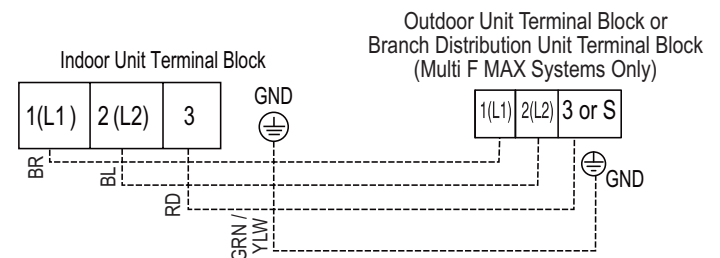 Outdoor Unit Terminal Block or
Branch Distribution Unit Terminal Block
(Multi F MAX Systems Only)
Indoor Unit Terminal Block
1(L1) 2 (L2) 3
GND
1(L1) 2(L2) 3 or S
GND
BR
BL
RD
GRN /
YLW